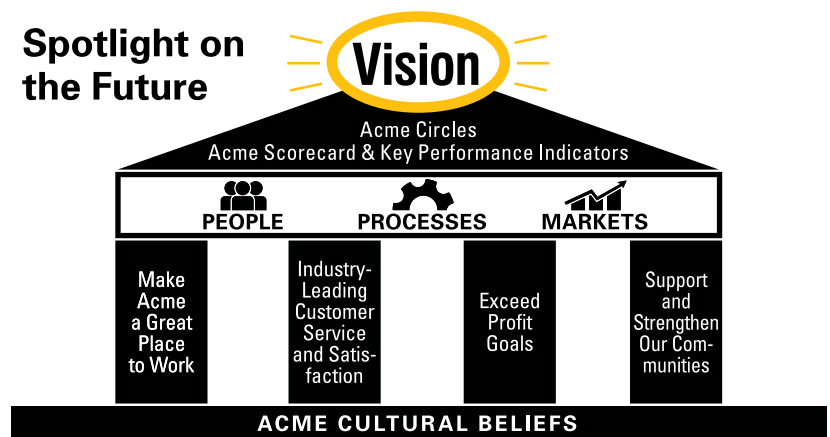 Spotlight on
the Future
Vision
Acme Circles
Acme Scorecard & Key Performance Indicators
PEOPLE
PROCESSES
MARKETS
Make
Acme
a Great
Place
to Work
Industry-
Leading
Customer
Service
and Satis-
faction
Exceed
Profit
Goals
Support
and
Strengthen
Our Com-
munities
ACME CULTURAL BELIEFS